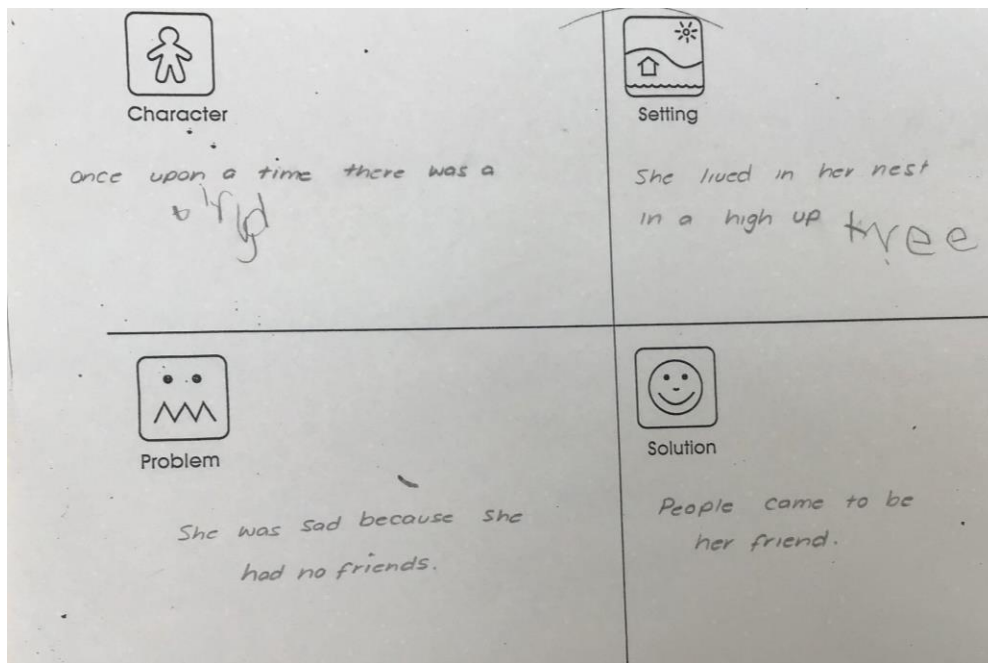 Character
once upon a time there was a
Setting
She lived in her nest
in a high up tree
Problem
She was sad because she
had no friends.
Solution
People came to be
her friend.